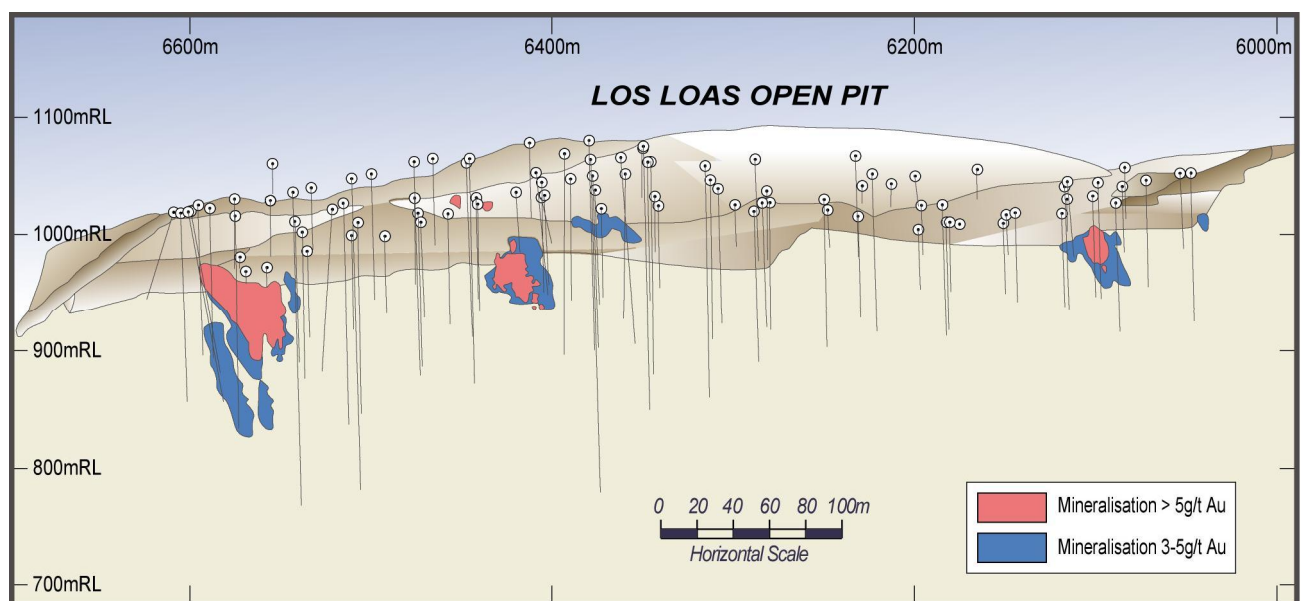 6600m
6400m
6200m
6000m
LOS LOAS OPEN PIT
1100mRL
1000mRL
900mRL
800mRL
700mRL
0 20 40 60 80 100m
Horizontal Scale
Mineralisation > 5g/t Au
Mineralisation 3-5g/t Au